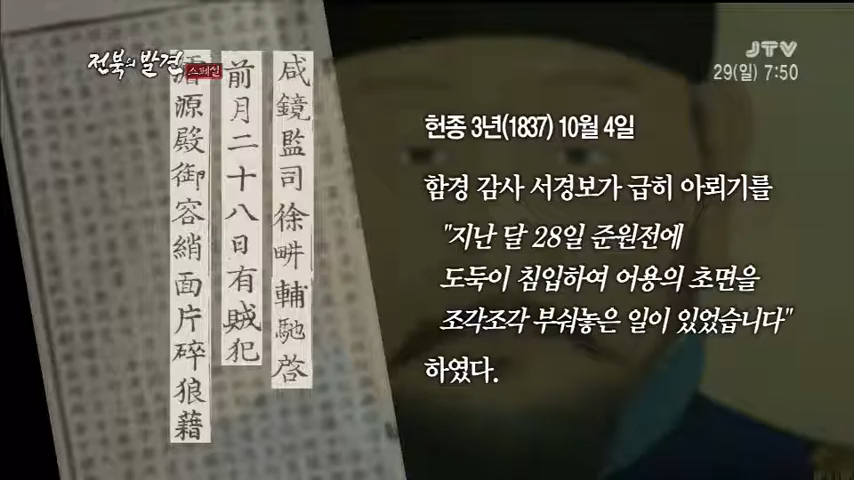 전북의 발견
스페셜
JTV
29(일) 7:50
咸鏡監司徐畊輔馳啓
前月二十八日有賊犯
源殿御容綃面片碎狼藉
헌종 3년(1837) 10월 4일
함경 감사 서경보가 급히 아뢰기를
"지난 달 28일 준원전에
도둑이 침입하여 어용의 초면을
조각조각 부숴놓은 일이 있었습니다"
하였다.